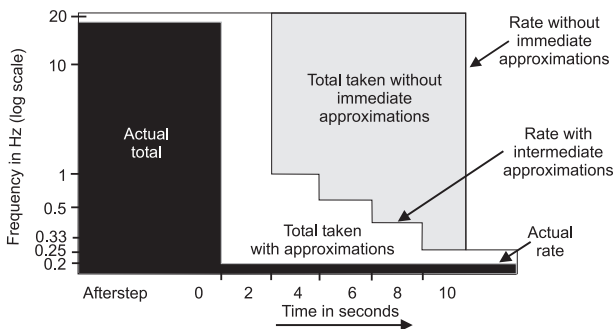 Frequency in Hz (log scale)
20
10
1
0.5
0.33
0.25
0.2
Actual
total
Total taken without
immediate
approximations
Total taken
with approximations
Rate without
immediate
approximations
Rate with
intermediate
approximations
Actual
rate
Afterstep 0 2 4 6 8 10
Time in seconds